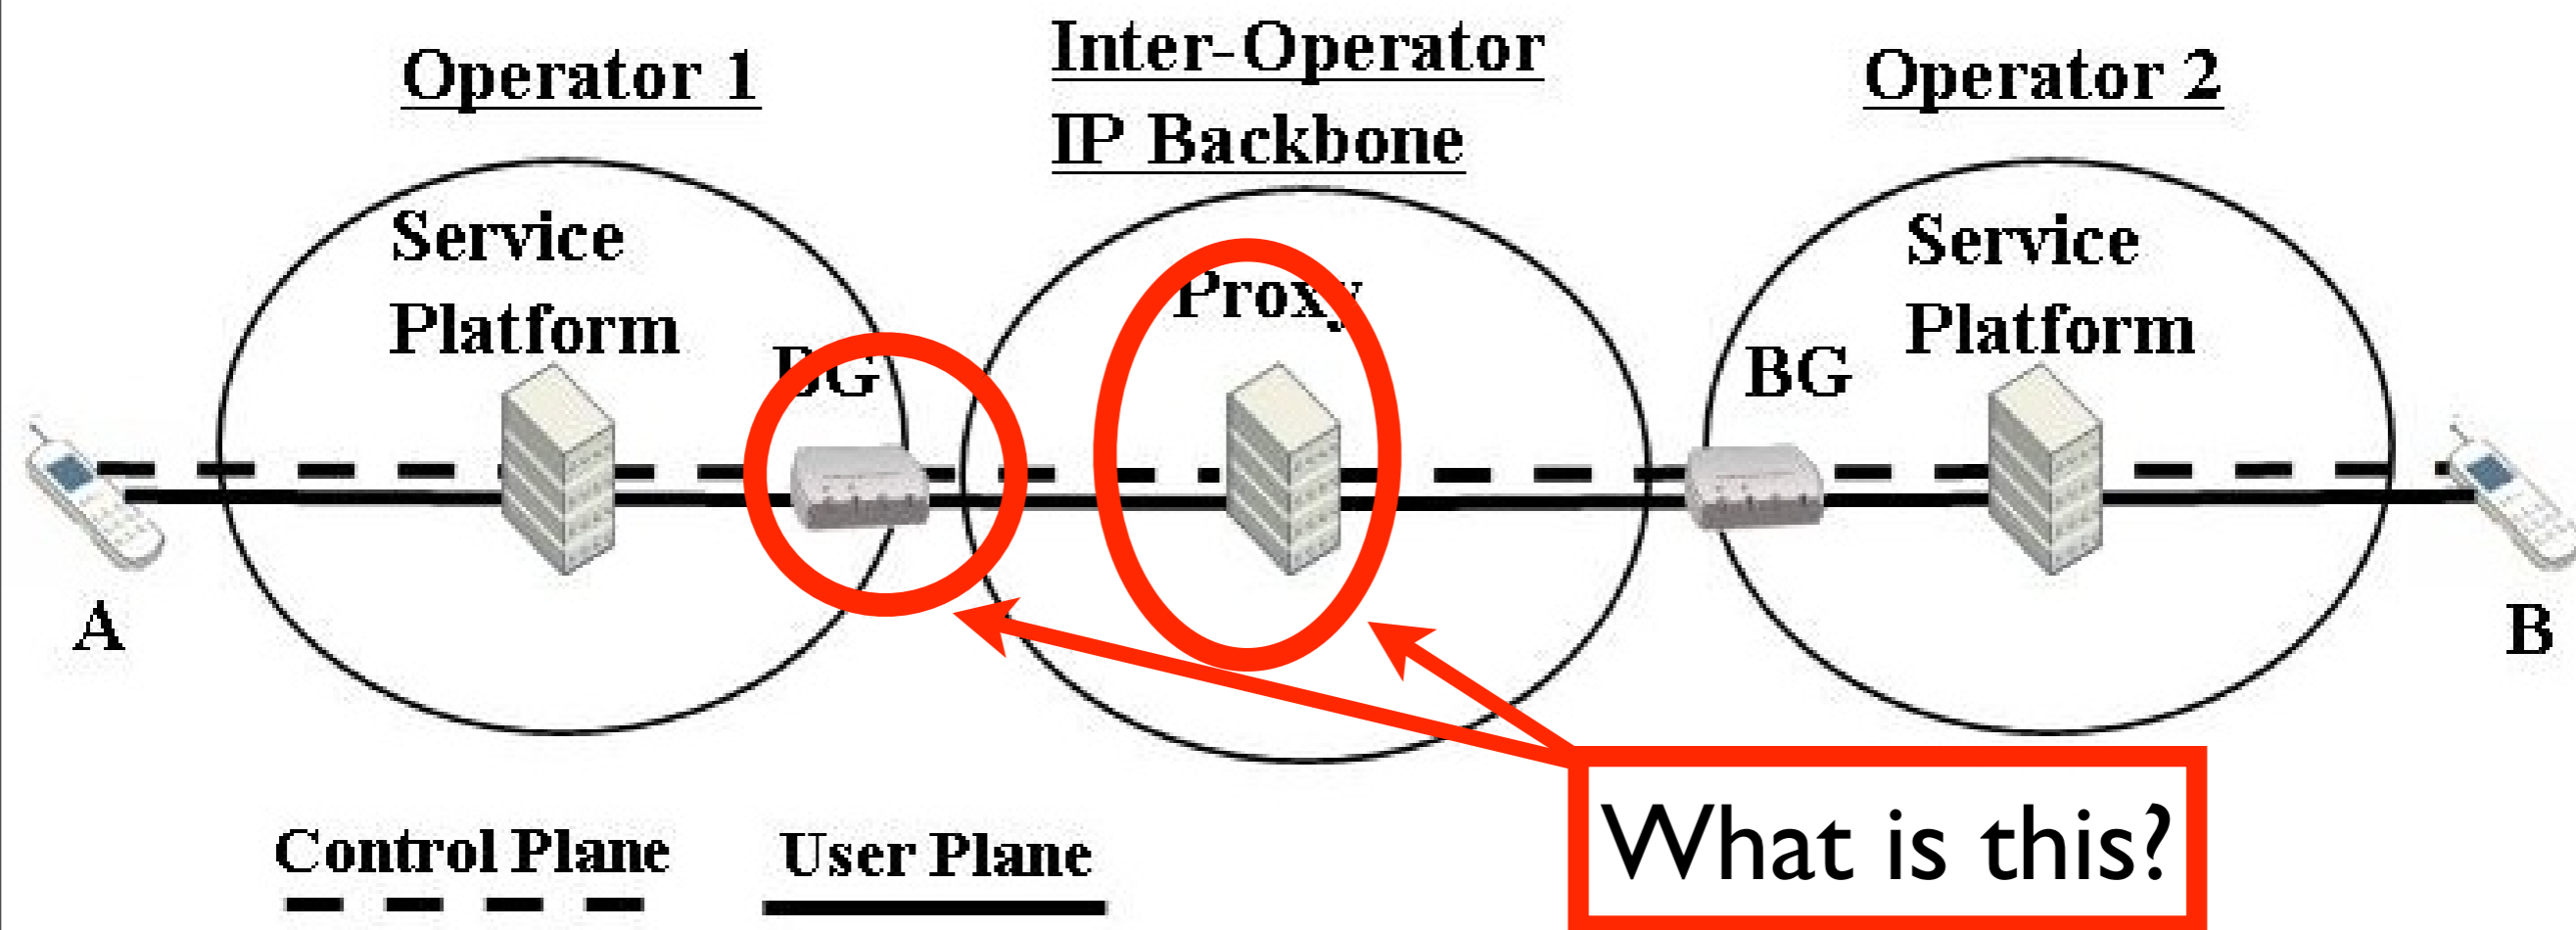 Operator 1
Inter-Operator
IP Backbone
Operator 2
Service
Platform
BG
Proxy
BG
Service
Platform
A
B
Control Plane
User Plane
What is this?